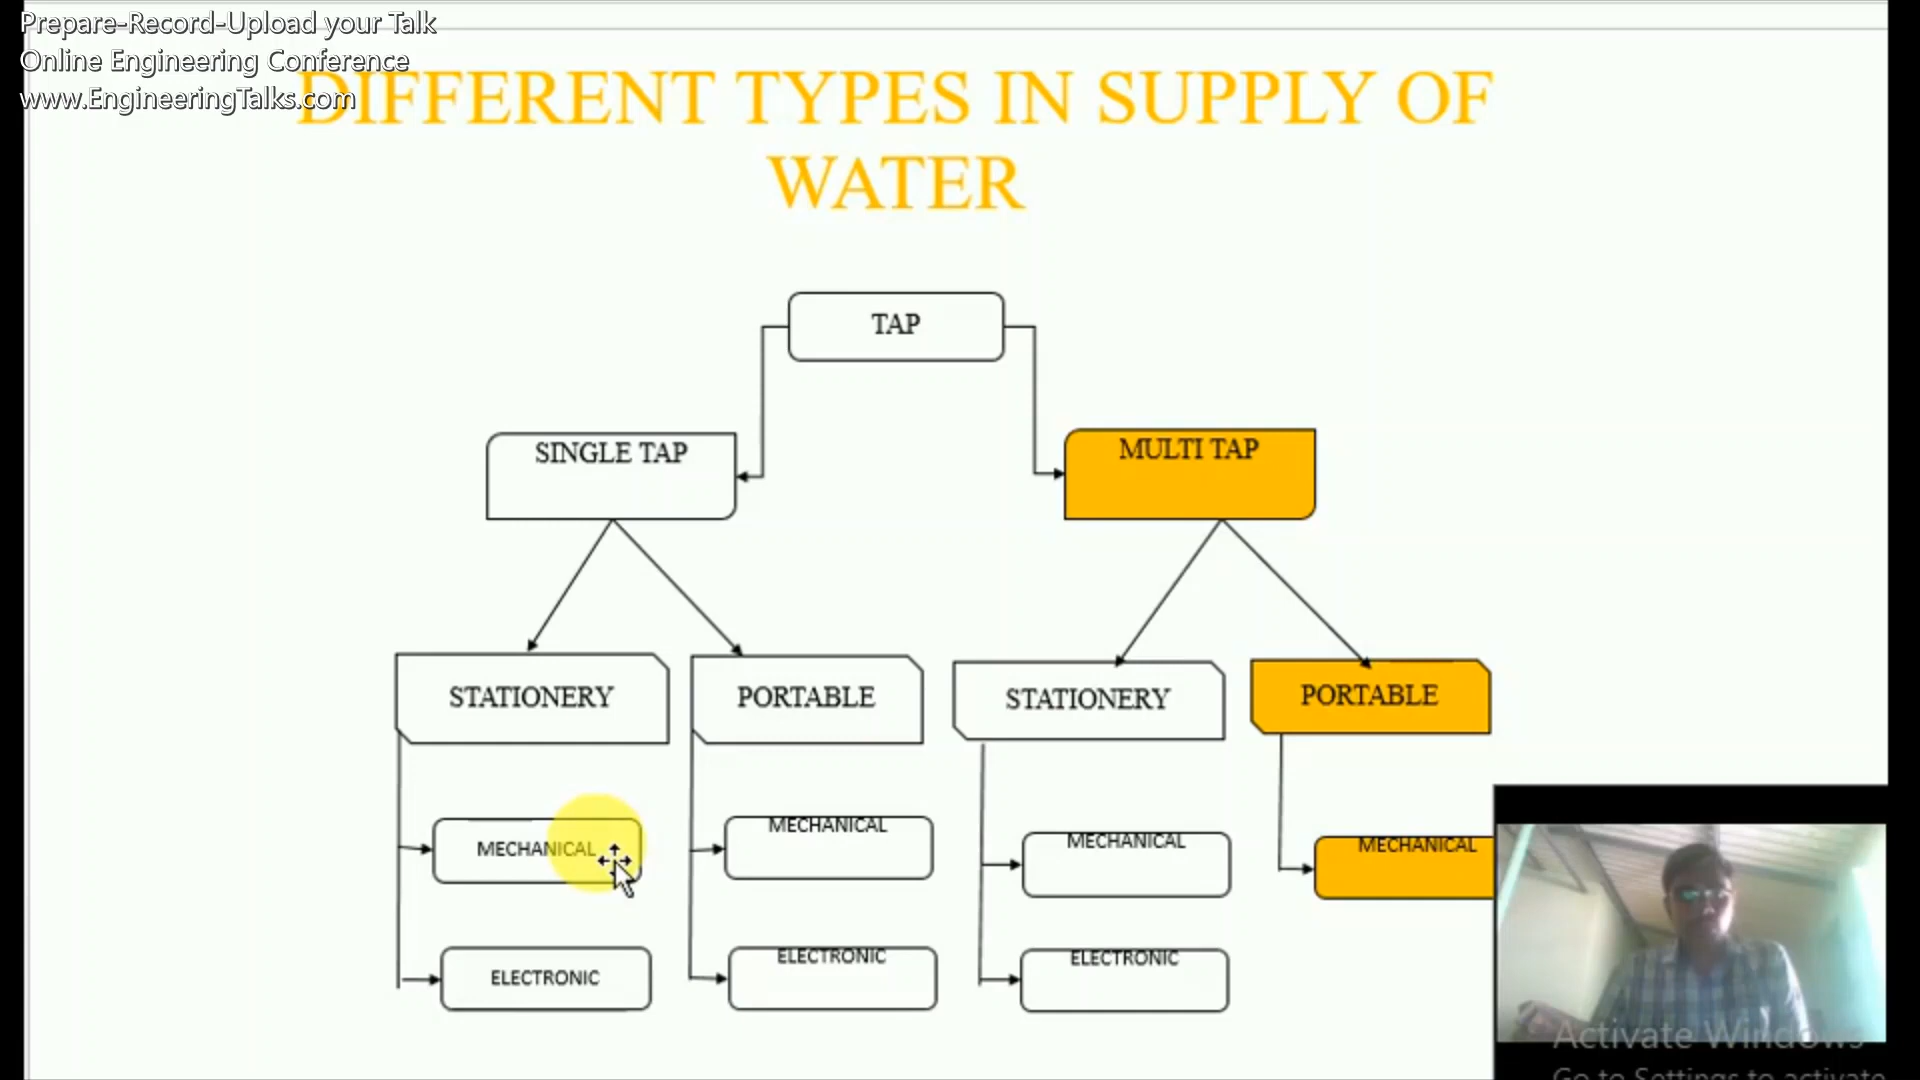 Prepare-Record-Upload your Talk
Online Engineering Conference
www.EngineeringTalks.com
DIFFERENT TYPES IN SUPPLY OF
WATER
TAP
SINGLE TAP
MULTI TAP
STATIONERY
PORTABLE
STATIONERY
PORTABLE
MECHANICAL
MECHANICAL
MECHANICAL
MECHANICAL
ELECTRONIC
ELECTRONIC
ELECTRONIC
Activate Windows
Go to Settings to activate